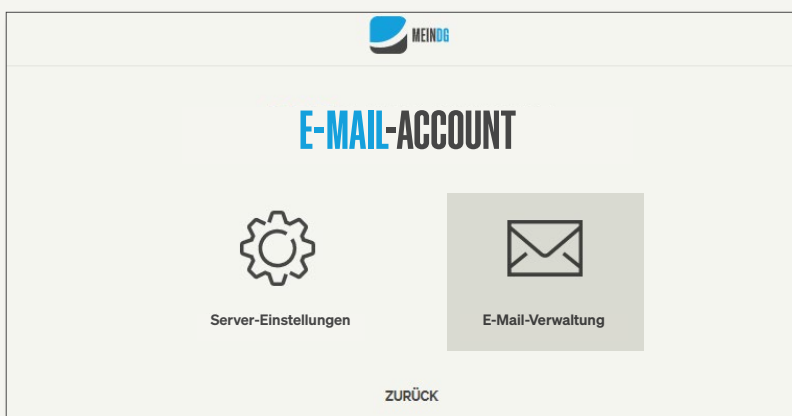 MEINDG
E-MAIL-ACCOUNT
Server-Einstellungen
E-Mail-Verwaltung
ZURÜCK